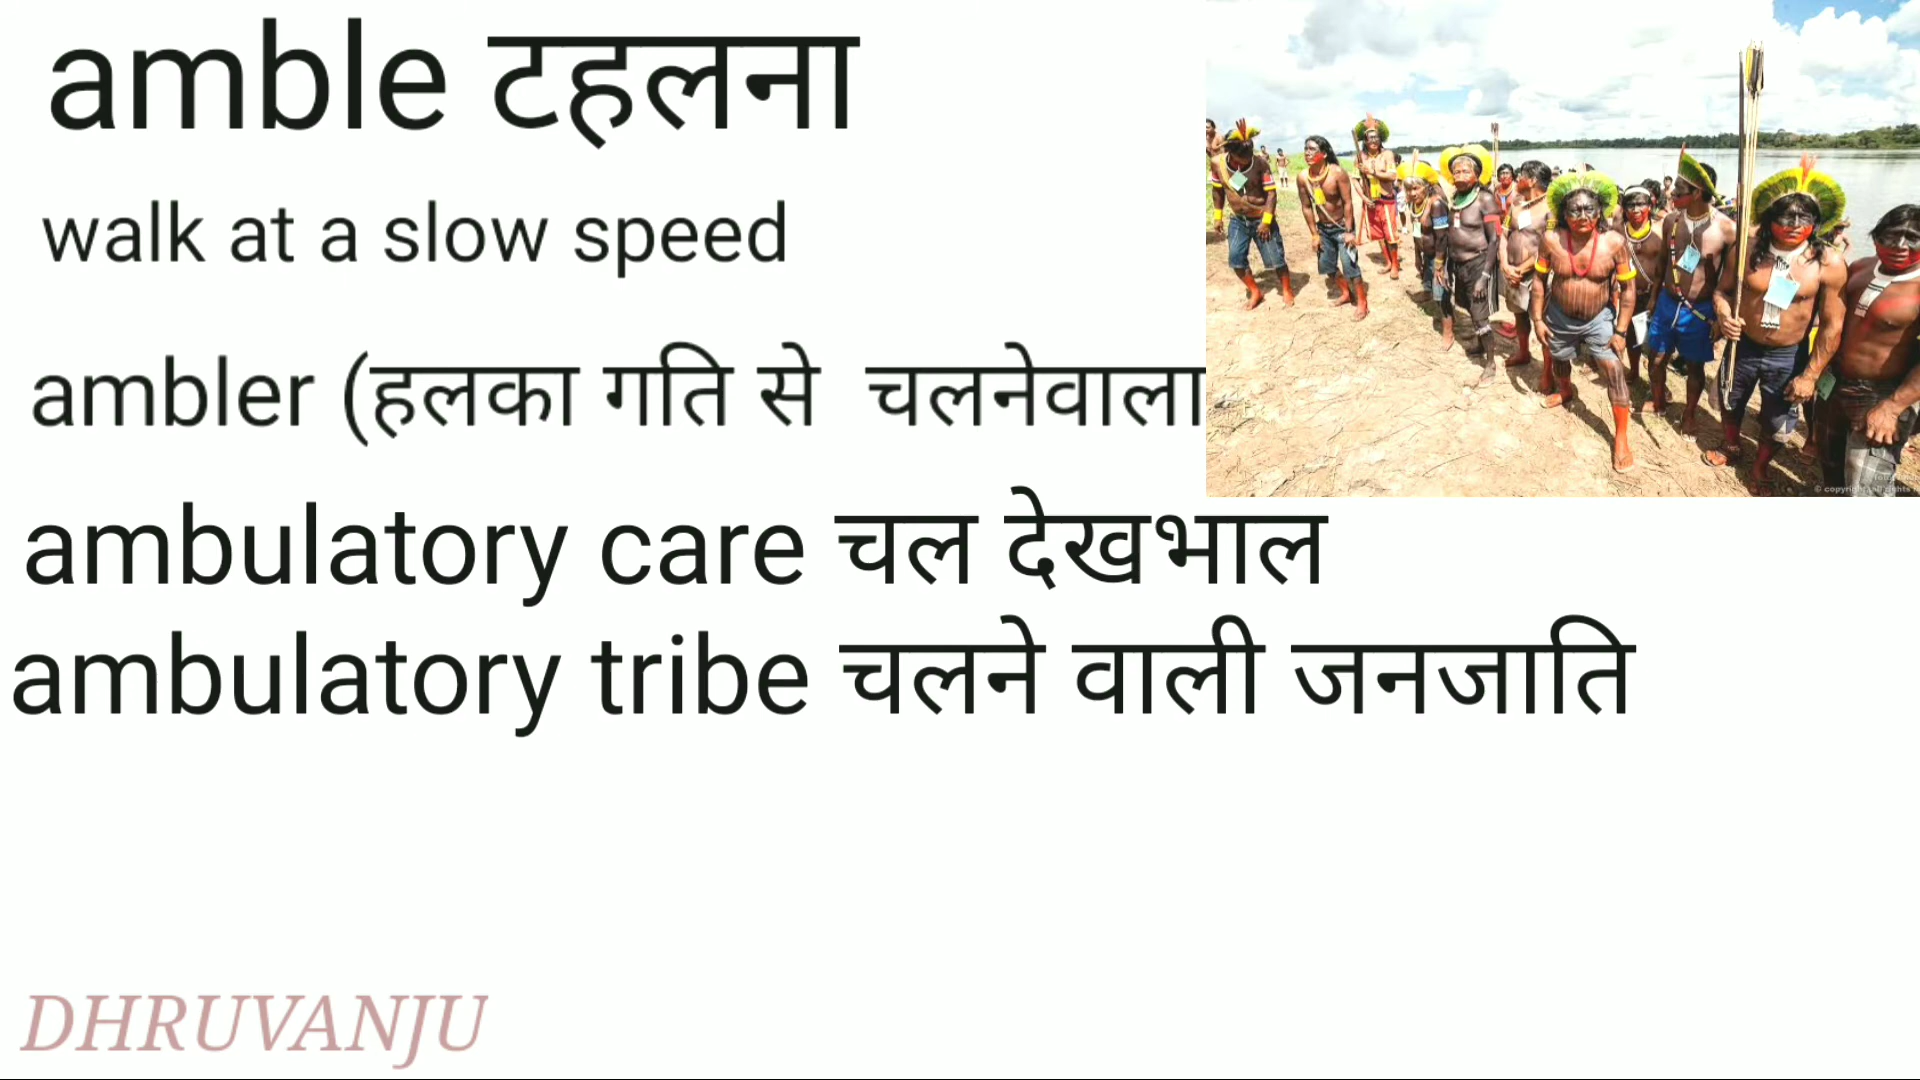 amble टहलना
walk at a slow speed
ambler (हलका गति से चलनेवाला
ambulatory care चल देखभाल
ambulatory tribe चलने वाली जनजाति
DHRUVANJU